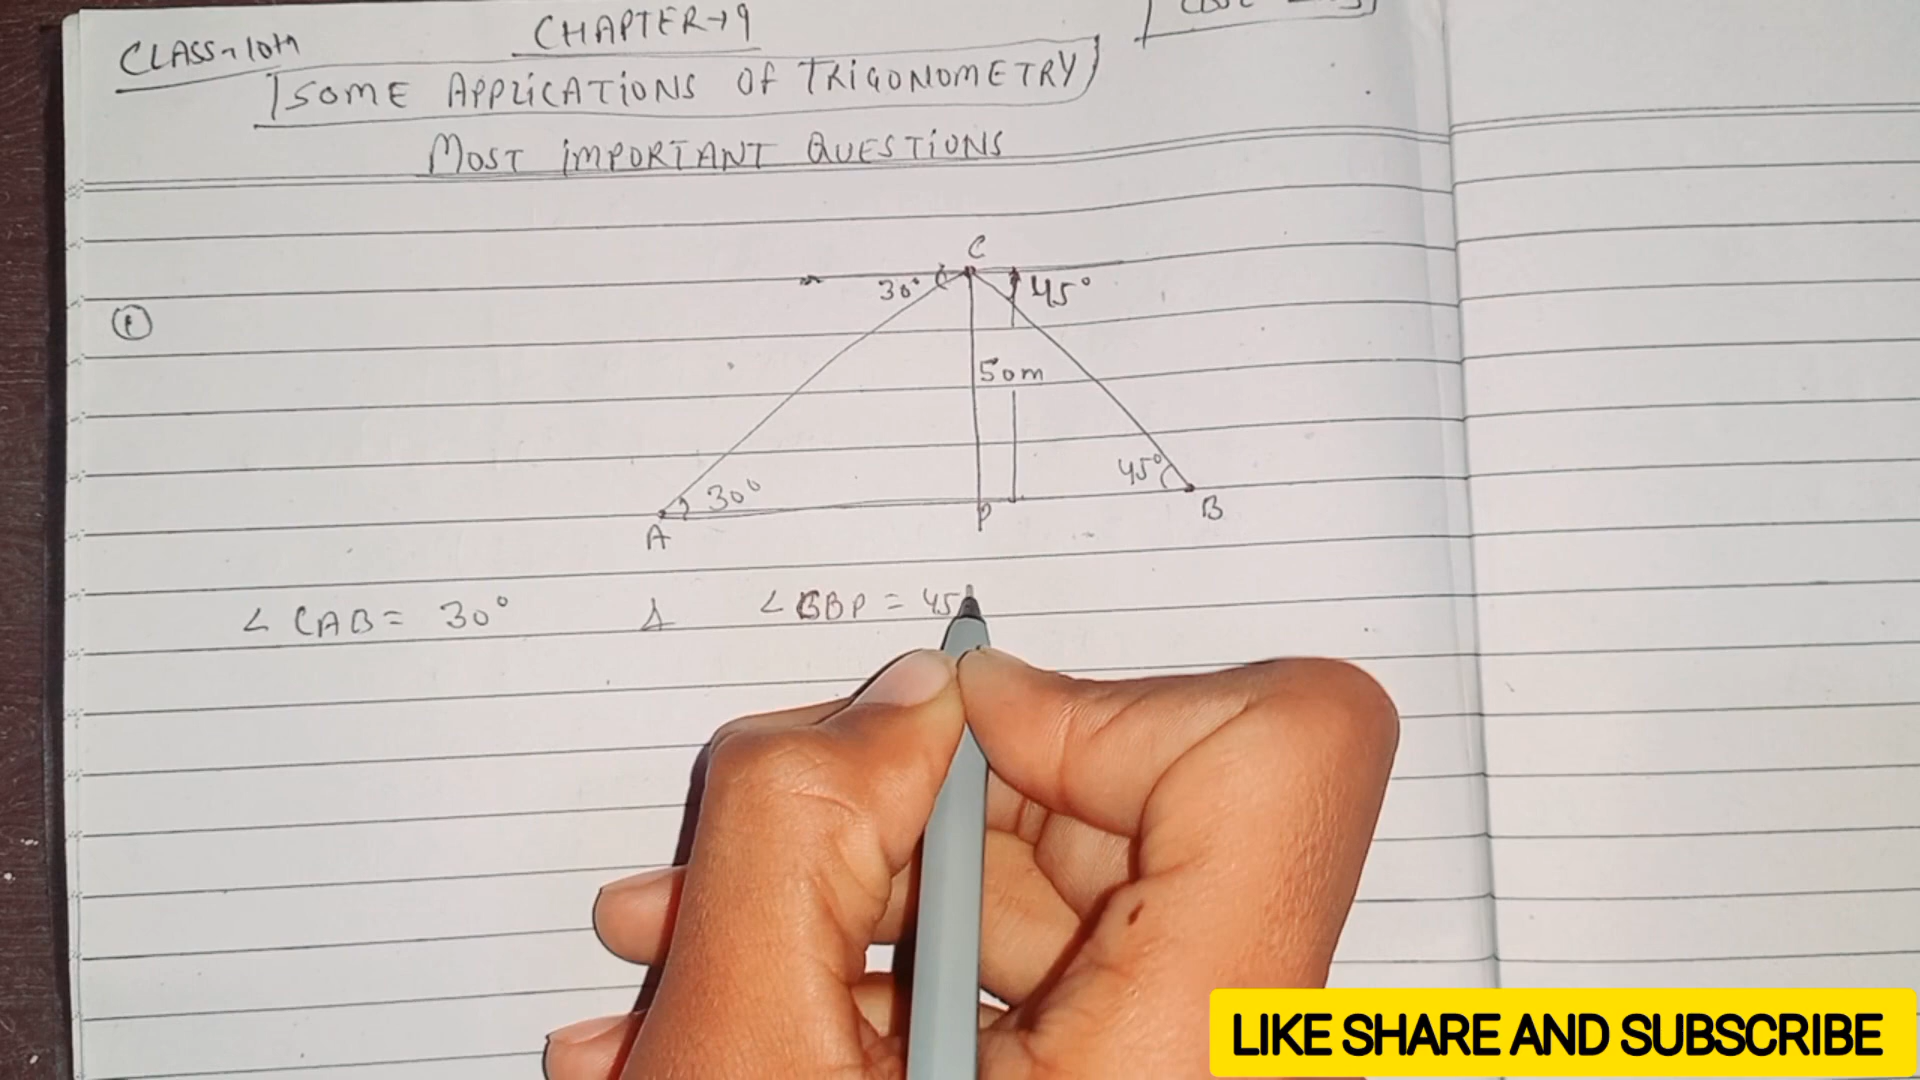 CLASS→10th
CHAPTER→9
SOME APPLICATIONS OF TRIGONOMETRY
MOST IMPORTANT QUESTIONS
C
30° 45°
①
50m
30° 45°
A P B
∠CAB = 30° & ∠CBP = 45
LIKE SHARE AND SUBSCRIBE